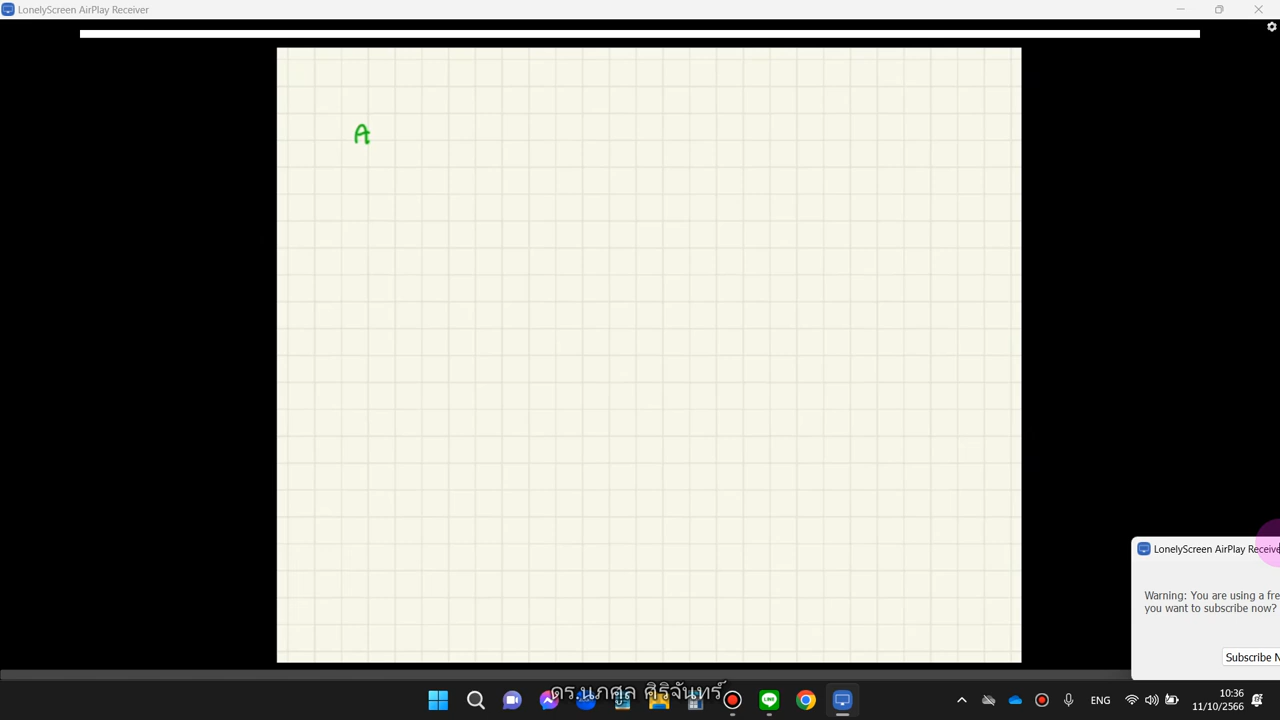 LonelyScreen AirPlay Receiver
A
LonelyScreen AirPlay Receive
Warning: You are using a fre
you want to subscribe now?
Subscribe N
ดร.นภศูล ศิริจันทร์
ENG
10:36
11/10/2566